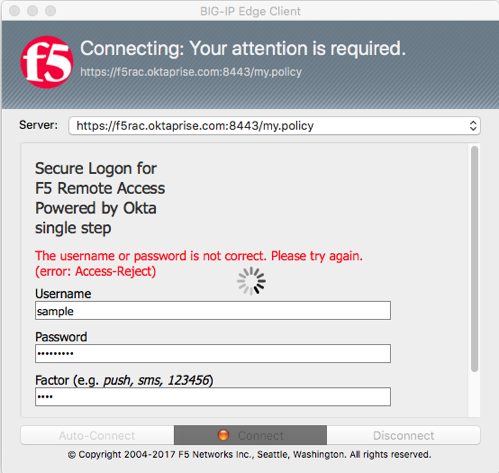 BIG-IP Edge Client
f5
Connecting: Your attention is required.
https://f5rac.oktaprise.com:8443/my.policy
Server: https://f5rac.oktaprise.com:8443/my.policy
Secure Logon for
F5 Remote Access
Powered by Okta
single step
The username or password is not correct. Please try again.
(error: Access-Reject)
Username
sample
Password
•••••••••
Factor (e.g. push, sms, 123456)
••••
Auto-Connect Connect Disconnect
© Copyright 2004-2017 F5 Networks Inc., Seattle, Washington. All rights reserved.